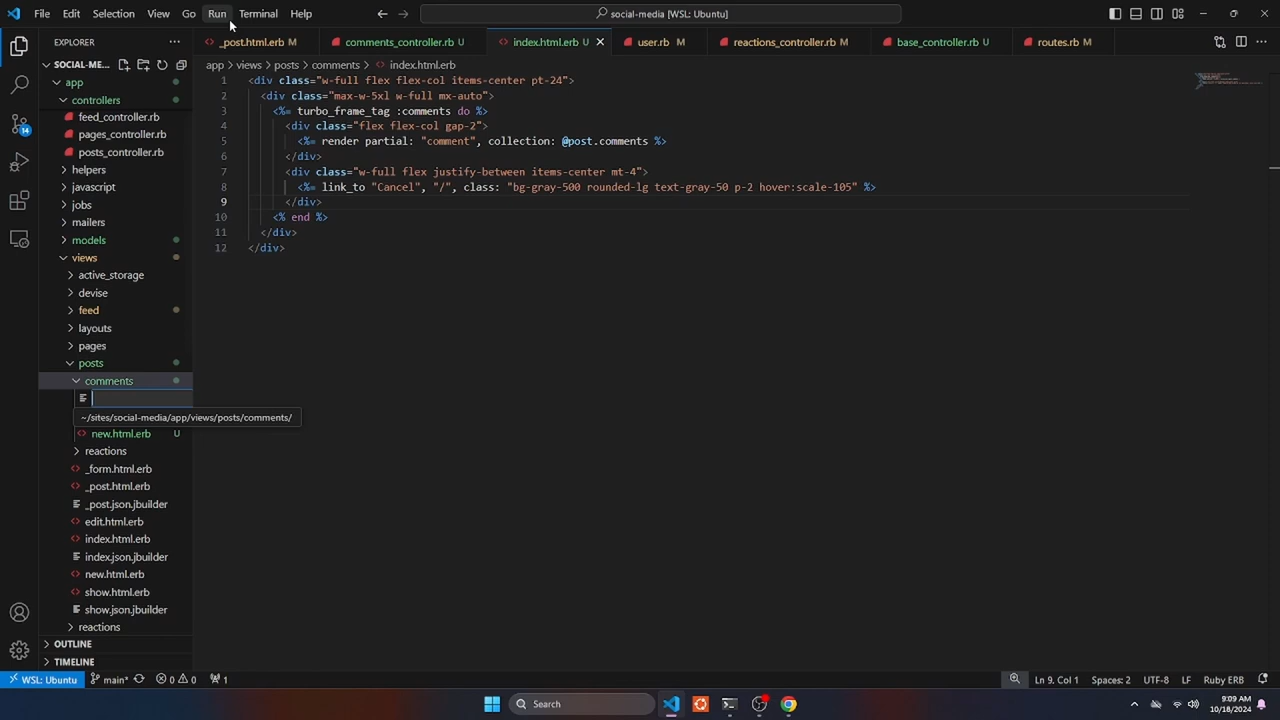 File Edit Selection View Go Run Terminal Help
social-media [WSL: Ubuntu]
EXPLORER
_post.html.erb M
comments_controller.rb U
index.html.erb U
user.rb M
reactions_controller.rb M
base_controller.rb U
routes.rb M
SOCIAL-ME...
app > views > posts > comments > index.html.erb
app
controllers
feed_controller.rb
pages_controller.rb
posts_controller.rb
helpers
javascript
jobs
mailers
models
views
active_storage
devise
feed
layouts
pages
posts
comments
~/sites/social-media/app/views/posts/comments/
new.html.erb U
reactions
_form.html.erb
_post.html.erb
_post.json.jbuilder
edit.html.erb
index.html.erb
index.json.jbuilder
new.html.erb
show.html.erb
show.json.jbuilder
reactions
OUTLINE
TIMELINE
14
1 <div class="w-full flex flex-col items-center pt-24">
2 <div class="max-w-5xl w-full mx-auto">
3 <%= turbo_frame_tag :comments do %>
4 <div class="flex flex-col gap-2">
5 <%= render partial: "comment", collection: @post.comments %>
6 </div>
7 <div class="w-full flex justify-between items-center mt-4">
8 <%= link_to "Cancel", "/", class: "bg-gray-500 rounded-lg text-gray-50 p-2 hover:scale-105" %>
9 </div>
10 <% end %>
11 </div>
12 </div>
WSL: Ubuntu main* 0 0 1
Ln 9, Col 1 Spaces: 2 UTF-8 LF Ruby ERB
Search
9:09 AM
10/18/2024